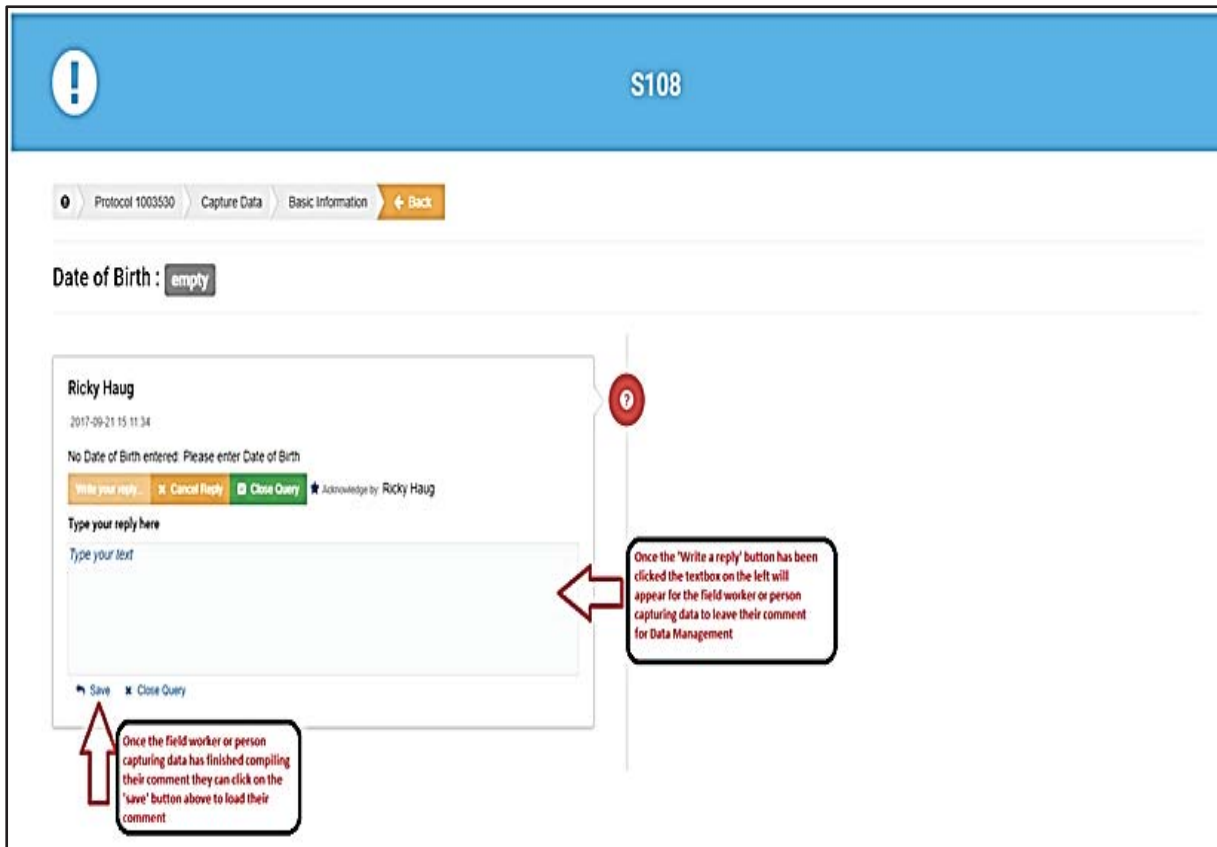 S108
Protocol 1003530 Capture Data Basic Information Back
Date of Birth : empty
Ricky Haug
2017-09-21 15:11:34
No Date of Birth entered: Please enter Date of Birth
Write your reply... Cancel Reply Close Query Acknowledge by Ricky Haug
Type your reply here
Type your text
Once the 'Write a reply' button has been
clicked the textbox on the left will
appear for the field worker or person
capturing data to leave their comment
for Data Management
Save Close Query
Once the field worker or person
capturing data has finished compiling
their comment they can click on the
'save' button above to load their
comment